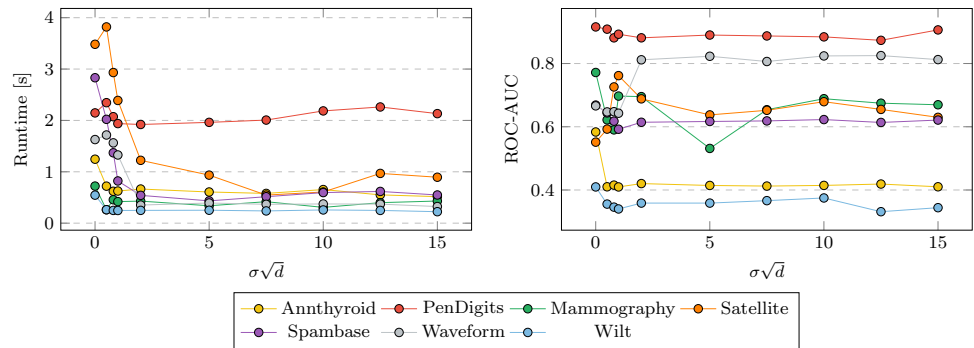 4
3
2
1
0
Runtime [s]
0
5
10
15
σ√d
0.8
0.6
0.4
ROC-AUC
0
5
10
15
σ√d
Annthyroid PenDigits Mammography Satellite
Spambase Waveform Wilt